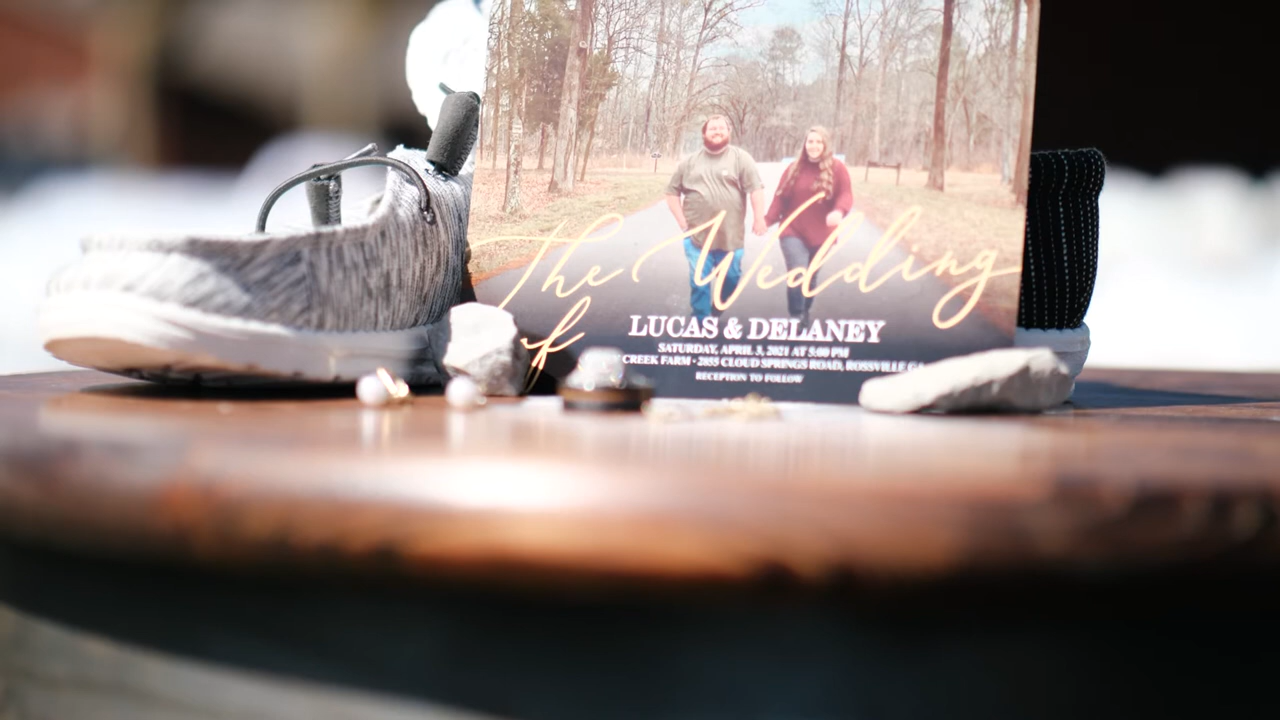 The Wedding
of
LUCAS & DELANEY
SATURDAY, APRIL 3, 2021 AT 5:00 PM
CREEK FARM · 2855 CLOUD SPRINGS ROAD, ROSSVILLE GA
RECEPTION TO FOLLOW